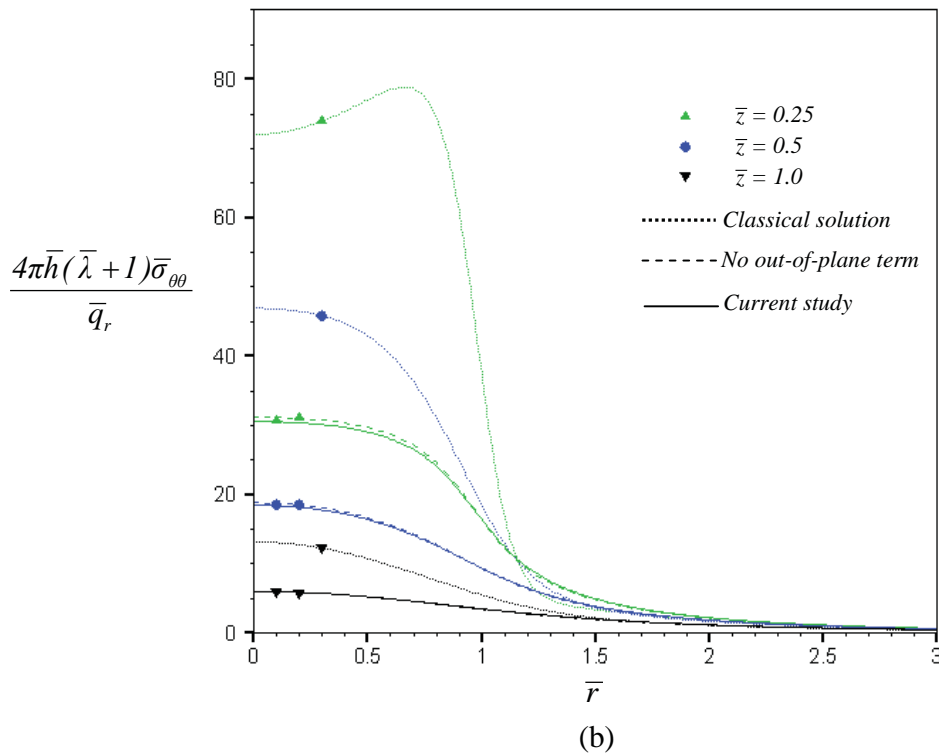 80
60
40
20
0
0
0.5
1
1.5
2
2.5
3
z̅ = 0.25
z̅ = 0.5
z̅ = 1.0
Classical solution
No out-of-plane term
Current study
4πh̅(λ̅+1)σ̅θθ
q̅r
r̅
(b)